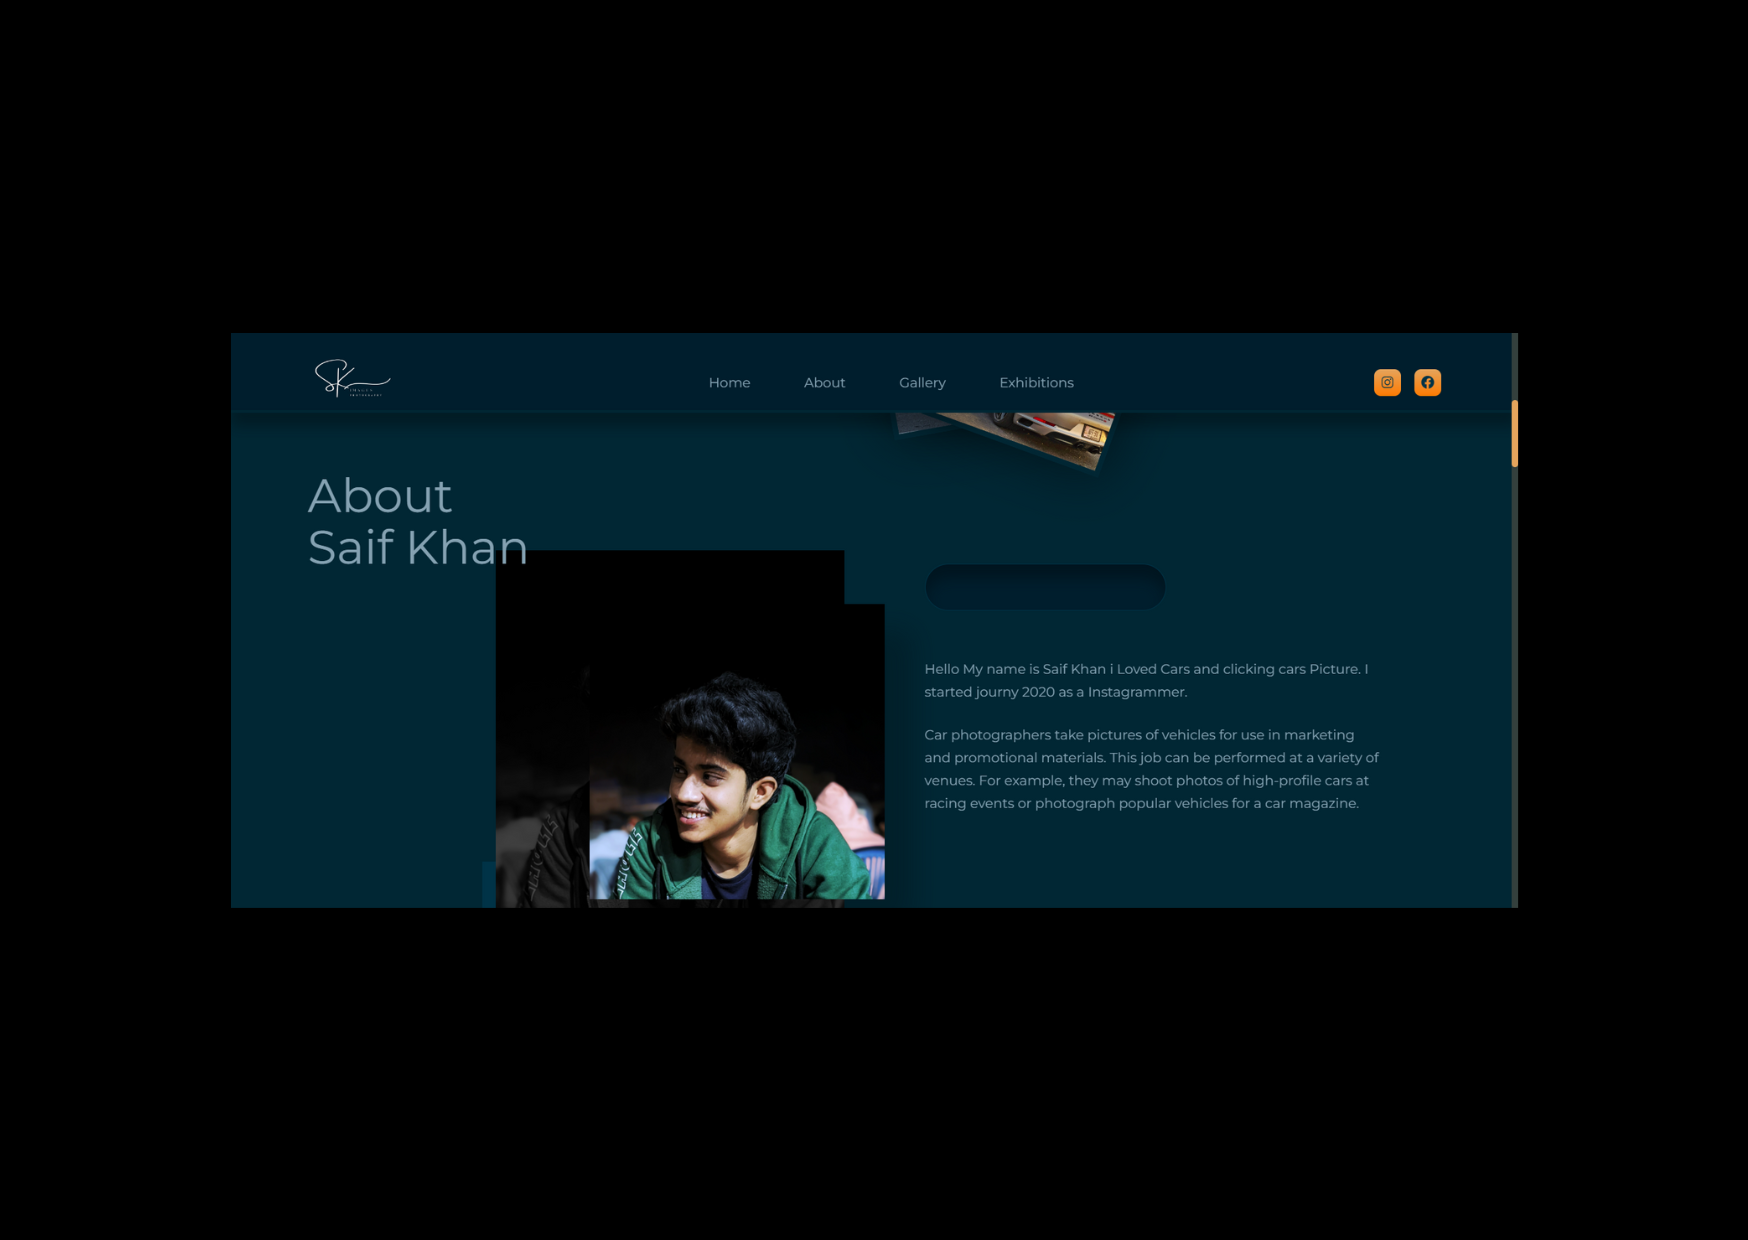 Home
About
Gallery
Exhibitions
About
Saif Khan
Hello My name is Saif Khan i Loved Cars and clicking cars Picture. I
started journy 2020 as a Instagrammer.
Car photographers take pictures of vehicles for use in marketing
and promotional materials. This job can be performed at a variety of
venues. For example, they may shoot photos of high-profile cars at
racing events or photograph popular vehicles for a car magazine.